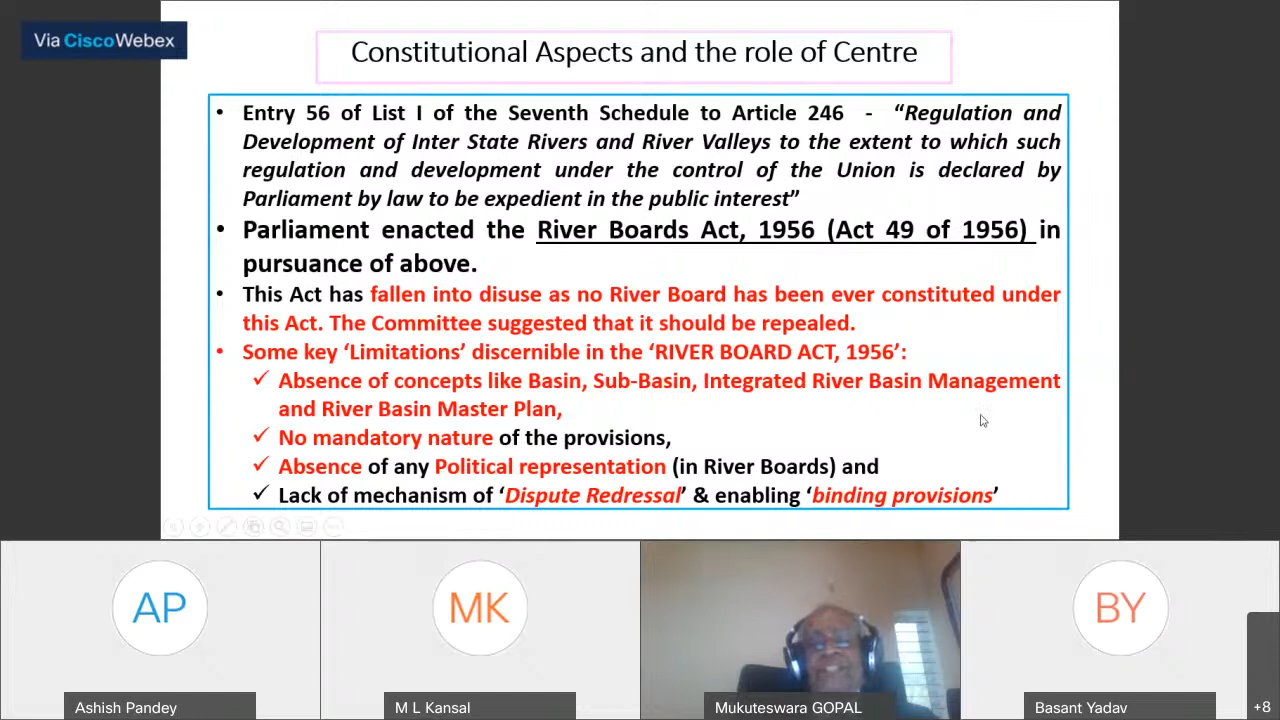 Via Cisco Webex
Constitutional Aspects and the role of Centre
• Entry 56 of List I of the Seventh Schedule to Article 246 - “Regulation and
Development of Inter State Rivers and River Valleys to the extent to which such
regulation and development under the control of the Union is declared by
Parliament by law to be expedient in the public interest”
• Parliament enacted the River Boards Act, 1956 (Act 49 of 1956) in
pursuance of above.
• This Act has fallen into disuse as no River Board has been ever constituted under
this Act. The Committee suggested that it should be repealed.
• Some key ‘Limitations’ discernible in the ‘RIVER BOARD ACT, 1956’:
✓ Absence of concepts like Basin, Sub-Basin, Integrated River Basin Management
and River Basin Master Plan,
✓ No mandatory nature of the provisions,
✓ Absence of any Political representation (in River Boards) and
✓ Lack of mechanism of ‘Dispute Redressal’ & enabling ‘binding provisions’
AP
MK
BY
Ashish Pandey
M L Kansal
Mukuteswara GOPAL
Basant Yadav
+8